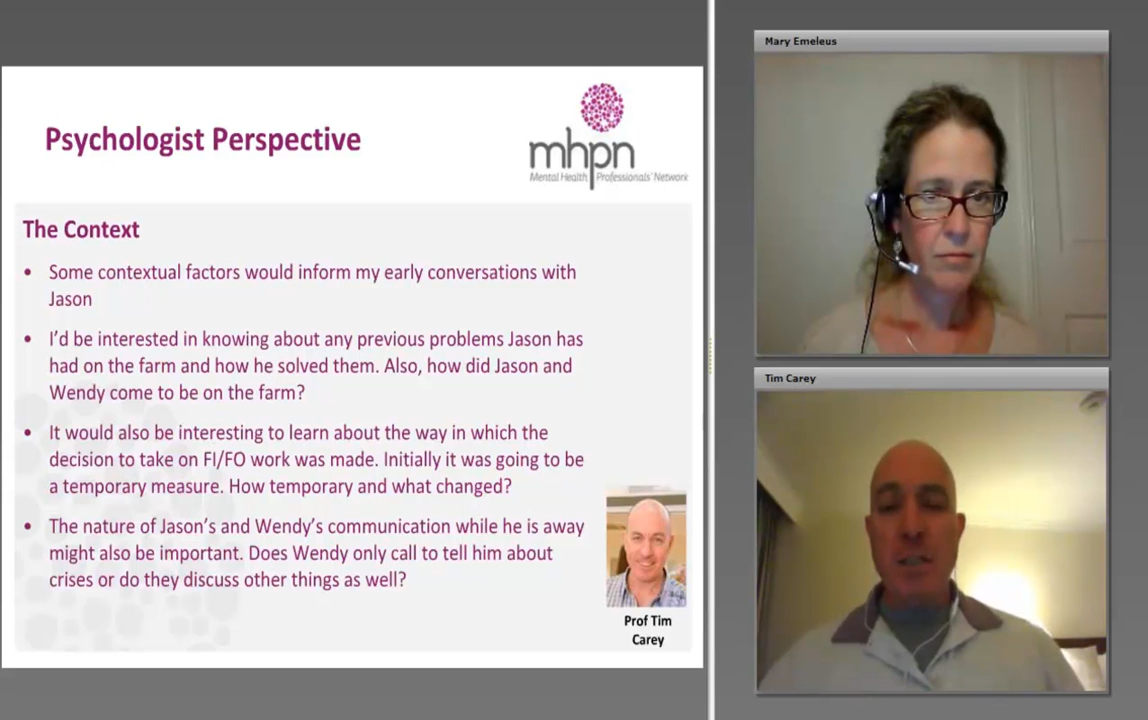 Psychologist Perspective
mhpn
Mental Health Professionals' Network
The Context
• Some contextual factors would inform my early conversations with
Jason
• I'd be interested in knowing about any previous problems Jason has
had on the farm and how he solved them. Also, how did Jason and
Wendy come to be on the farm?
• It would also be interesting to learn about the way in which the
decision to take on FI/FO work was made. Initially it was going to be
a temporary measure. How temporary and what changed?
• The nature of Jason's and Wendy's communication while he is away
might also be important. Does Wendy only call to tell him about
crises or do they discuss other things as well?
Prof Tim
Carey
Mary Emeleus
Tim Carey